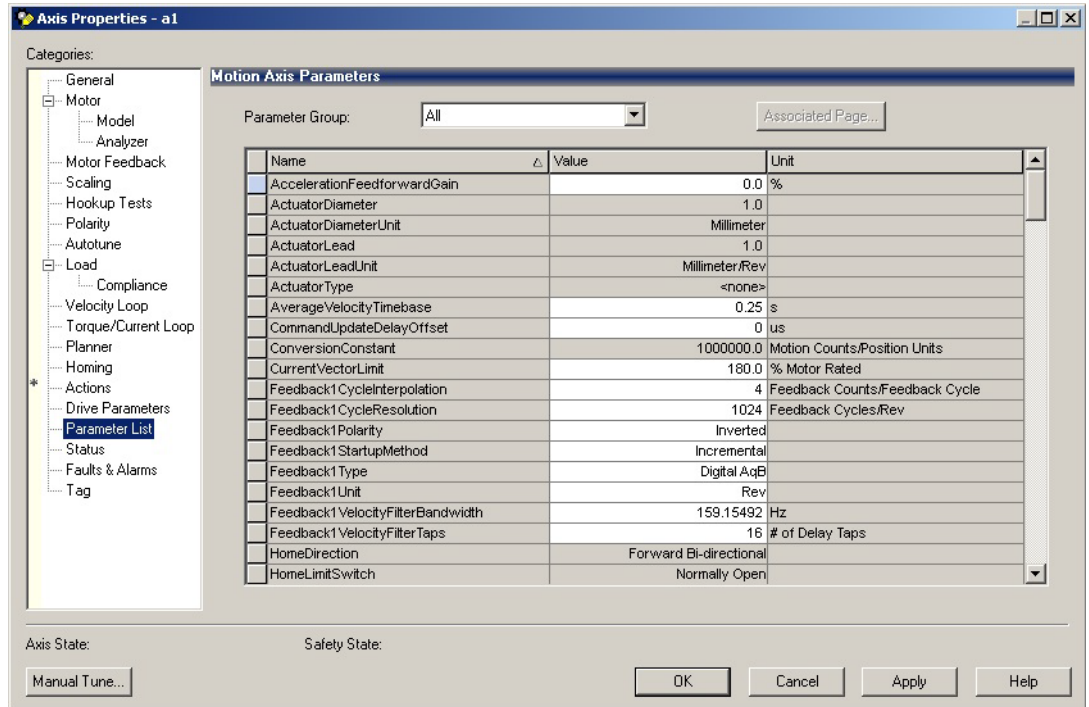 Axis Properties - a1
Categories:
General
Motor
Model
Analyzer
Motor Feedback
Scaling
Hookup Tests
Polarity
Autotune
Load
Compliance
Velocity Loop
Torque/Current Loop
Planner
Homing
* Actions
Drive Parameters
Parameter List
Status
Faults & Alarms
Tag
Motion Axis Parameters
Parameter Group: All Associated Page...
Name Value Unit
AccelerationFeedforwardGain 0.0 %
ActuatorDiameter 1.0
ActuatorDiameterUnit Millimeter
ActuatorLead 1.0
ActuatorLeadUnit Millimeter/Rev
ActuatorType <none>
AverageVelocityTimebase 0.25 s
CommandUpdateDelayOffset 0 us
ConversionConstant 1000000.0 Motion Counts/Position Units
CurrentVectorLimit 180.0 % Motor Rated
Feedback1CycleInterpolation 4 Feedback Counts/Feedback Cycle
Feedback1CycleResolution 1024 Feedback Cycles/Rev
Feedback1Polarity Inverted
Feedback1StartupMethod Incremental
Feedback1Type Digital AqB
Feedback1Unit Rev
Feedback1VelocityFilterBandwidth 159.15492 Hz
Feedback1VelocityFilterTaps 16 # of Delay Taps
HomeDirection Forward Bi-directional
HomeLimitSwitch Normally Open
Axis State: Safety State:
Manual Tune... OK Cancel Apply Help